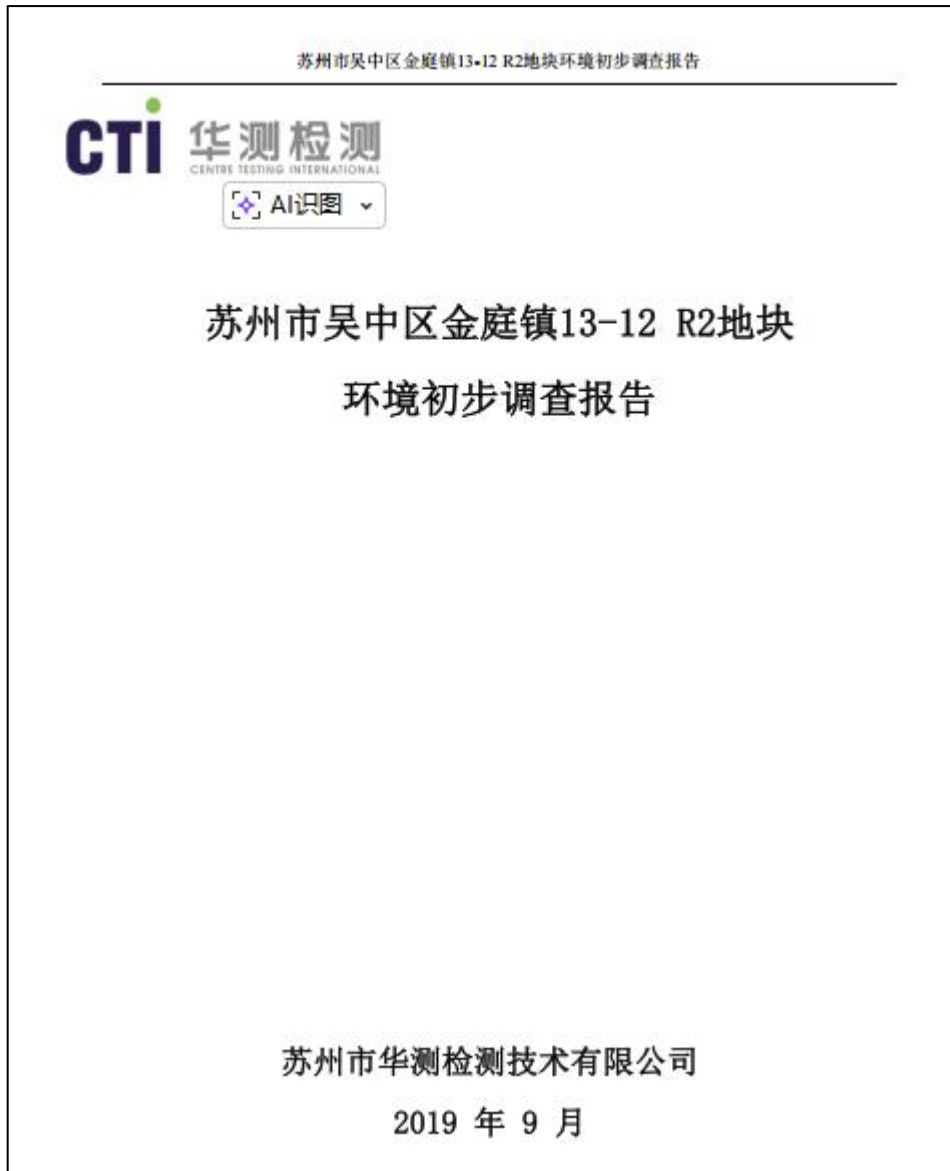 苏州市吴中区金庭镇13-12 R2地块环境初步调查报告
CTI 华测检测
CENTRE TESTING INTERNATIONAL
AI识图
苏州市吴中区金庭镇13-12 R2地块
环境初步调查报告
苏州市华测检测技术有限公司
2019 年 9 月